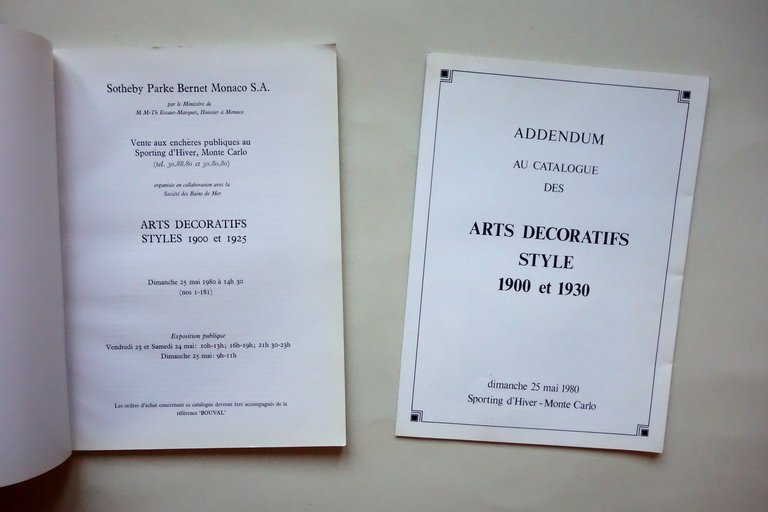 Sotheby Parke Bernet Monaco S.A.
par le Ministère de
M M-Th Escaut-Marquet, Huissier à Monaco
Vente aux enchères publiques au
Sporting d'Hiver, Monte Carlo
(tel. 30.88.80 et 50.80.80)
organisée en collaboration avec la
Société des Bains de Mer
ARTS DECORATIFS
STYLES 1900 et 1925
Dimanche 25 mai 1980 à 14h 30
(nos 1-181)
Exposition publique
Vendredi 23 et Samedi 24 mai: 10h-13h; 16h-19h; 21h 30-23h
Dimanche 25 mai: 9h-11h
Les ordres d'achat concernant ce catalogue devront être accompagnés de la
référence 'BOUVAL'
ADDENDUM
AU CATALOGUE
DES
ARTS DECORATIFS
STYLE
1900 et 1930
dimanche 25 mai 1980
Sporting d'Hiver - Monte Carlo